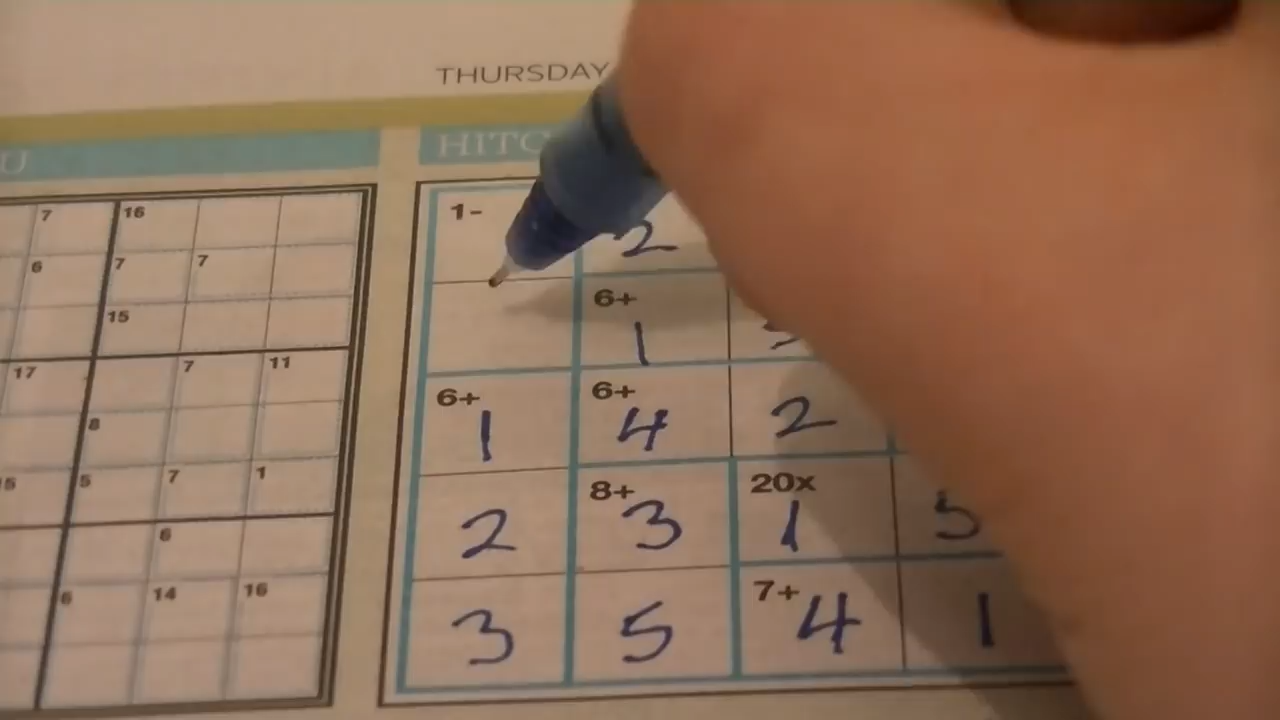 THURSDAY
U
HITC
7 16
1-
2
6 7 7
6+
1
15
17 7 11
6+ 6+
1 4 2
8
5 7 1
8+ 20x
2 3 1 5
6
6 14 16
7+
3 5 4 1